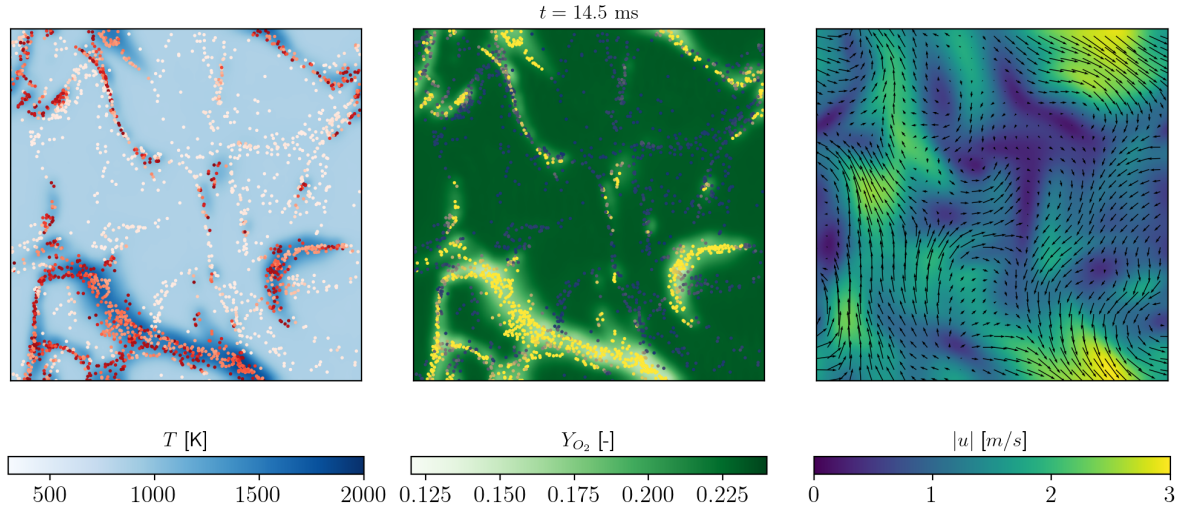 t = 14.5 ms
T [K]
500 1000 1500 2000
Y_{O_2} [-]
0.125 0.150 0.175 0.200 0.225
|u| [m/s]
0 1 2 3